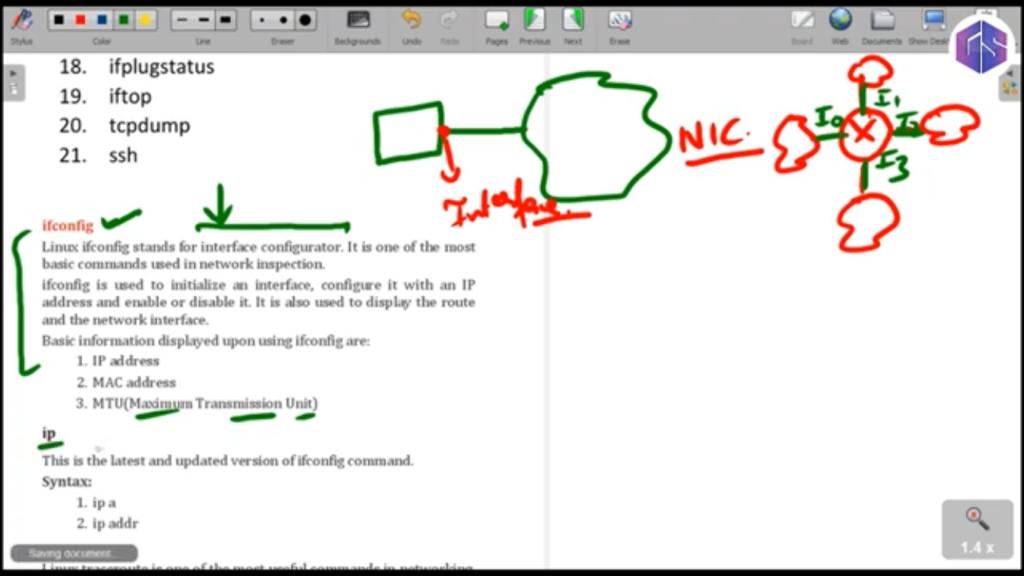 Stylus
Color
Line
Eraser
Backgrounds
Undo
Redo
Pages
Previous
Next
Erase
Board
Web
Documents
18. ifplugstatus
19. iftop
20. tcpdump
21. ssh
NIC.
I0
I1
I2
I3
Interface
ifconfig
Linux ifconfig stands for interface configurator. It is one of the most
basic commands used in network inspection.
ifconfig is used to initialize an interface, configure it with an IP
address and enable or disable it. It is also used to display the route
and the network interface.
Basic information displayed upon using ifconfig are:
1. IP address
2. MAC address
3. MTU(Maximum Transmission Unit)
ip
This is the latest and updated version of ifconfig command.
Syntax:
1. ip a
2. ip addr
Saving document...
Linux traceroute is one of the most useful commands in networking.
1.4 x